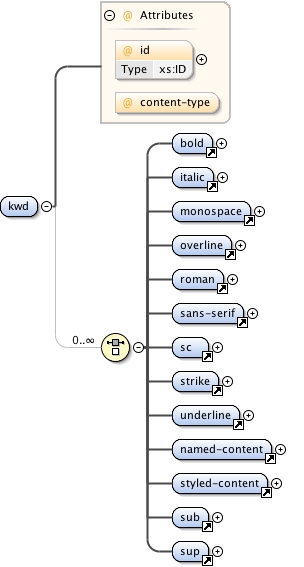 Attributes
@ id
Type xs:ID
@ content-type
kwd
0..∞
bold
italic
monospace
overline
roman
sans-serif
sc
strike
underline
named-content
styled-content
sub
sup